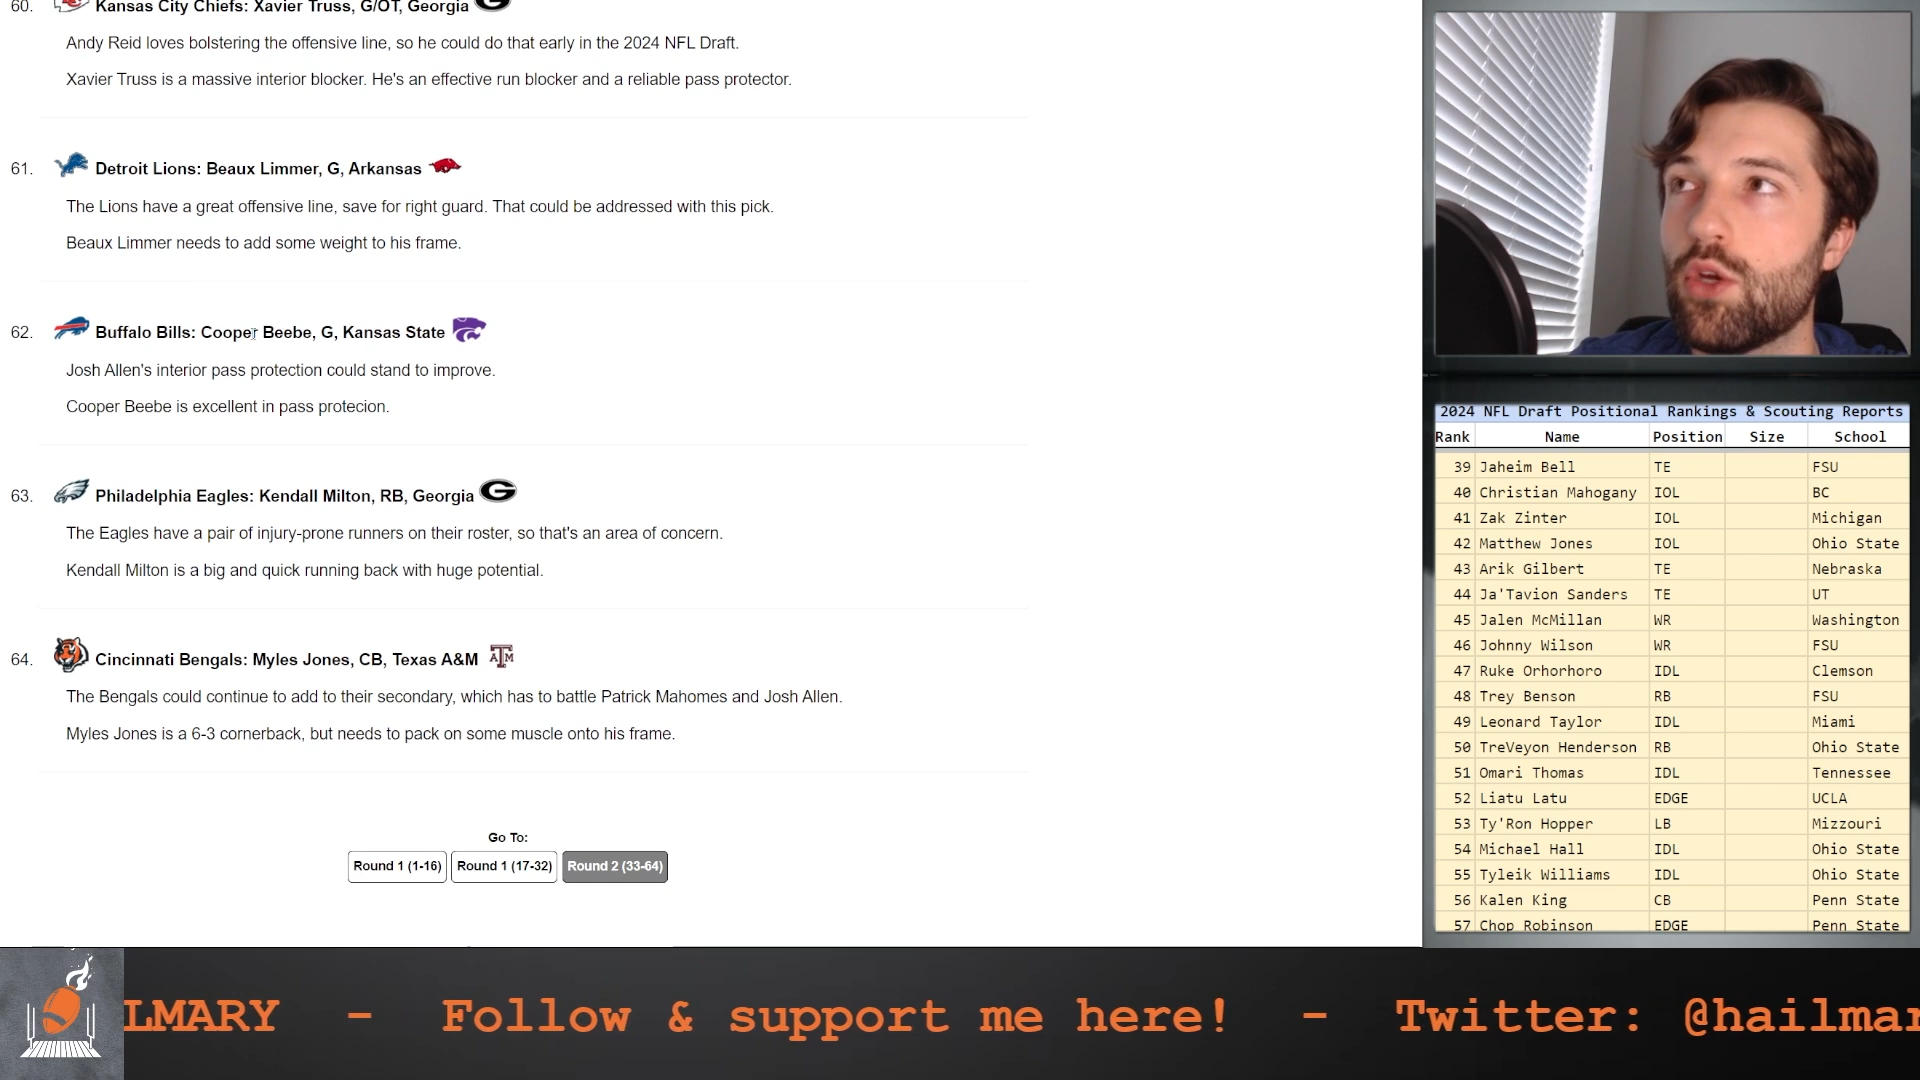 60. Kansas City Chiefs: Xavier Truss, G/OT, Georgia
Andy Reid loves bolstering the offensive line, so he could do that early in the 2024 NFL Draft.
Xavier Truss is a massive interior blocker. He's an effective run blocker and a reliable pass protector.
61. Detroit Lions: Beaux Limmer, G, Arkansas
The Lions have a great offensive line, save for right guard. That could be addressed with this pick.
Beaux Limmer needs to add some weight to his frame.
62. Buffalo Bills: Cooper Beebe, G, Kansas State
Josh Allen's interior pass protection could stand to improve.
Cooper Beebe is excellent in pass protecion.
63. Philadelphia Eagles: Kendall Milton, RB, Georgia
The Eagles have a pair of injury-prone runners on their roster, so that's an area of concern.
Kendall Milton is a big and quick running back with huge potential.
64. Cincinnati Bengals: Myles Jones, CB, Texas A&M
The Bengals could continue to add to their secondary, which has to battle Patrick Mahomes and Josh Allen.
Myles Jones is a 6-3 cornerback, but needs to pack on some muscle onto his frame.
Go To:
Round 1 (1-16) Round 1 (17-32) Round 2 (33-64)
2024 NFL Draft Positional Rankings & Scouting Reports
Rank Name Position Size School
39 Jaheim Bell TE FSU
40 Christian Mahogany IOL BC
41 Zak Zinter IOL Michigan
42 Matthew Jones IOL Ohio State
43 Arik Gilbert TE Nebraska
44 Ja'Tavion Sanders TE UT
45 Jalen McMillan WR Washington
46 Johnny Wilson WR FSU
47 Ruke Orhorhoro IDL Clemson
48 Trey Benson RB FSU
49 Leonard Taylor IDL Miami
50 TreVeyon Henderson RB Ohio State
51 Omari Thomas IDL Tennessee
52 Liatu Latu EDGE UCLA
53 Ty'Ron Hopper LB Mizzouri
54 Michael Hall IDL Ohio State
55 Tyleik Williams IDL Ohio State
56 Kalen King CB Penn State
57 Chop Robinson EDGE Penn State
LMARY - Follow & support me here! - Twitter: @hailmar